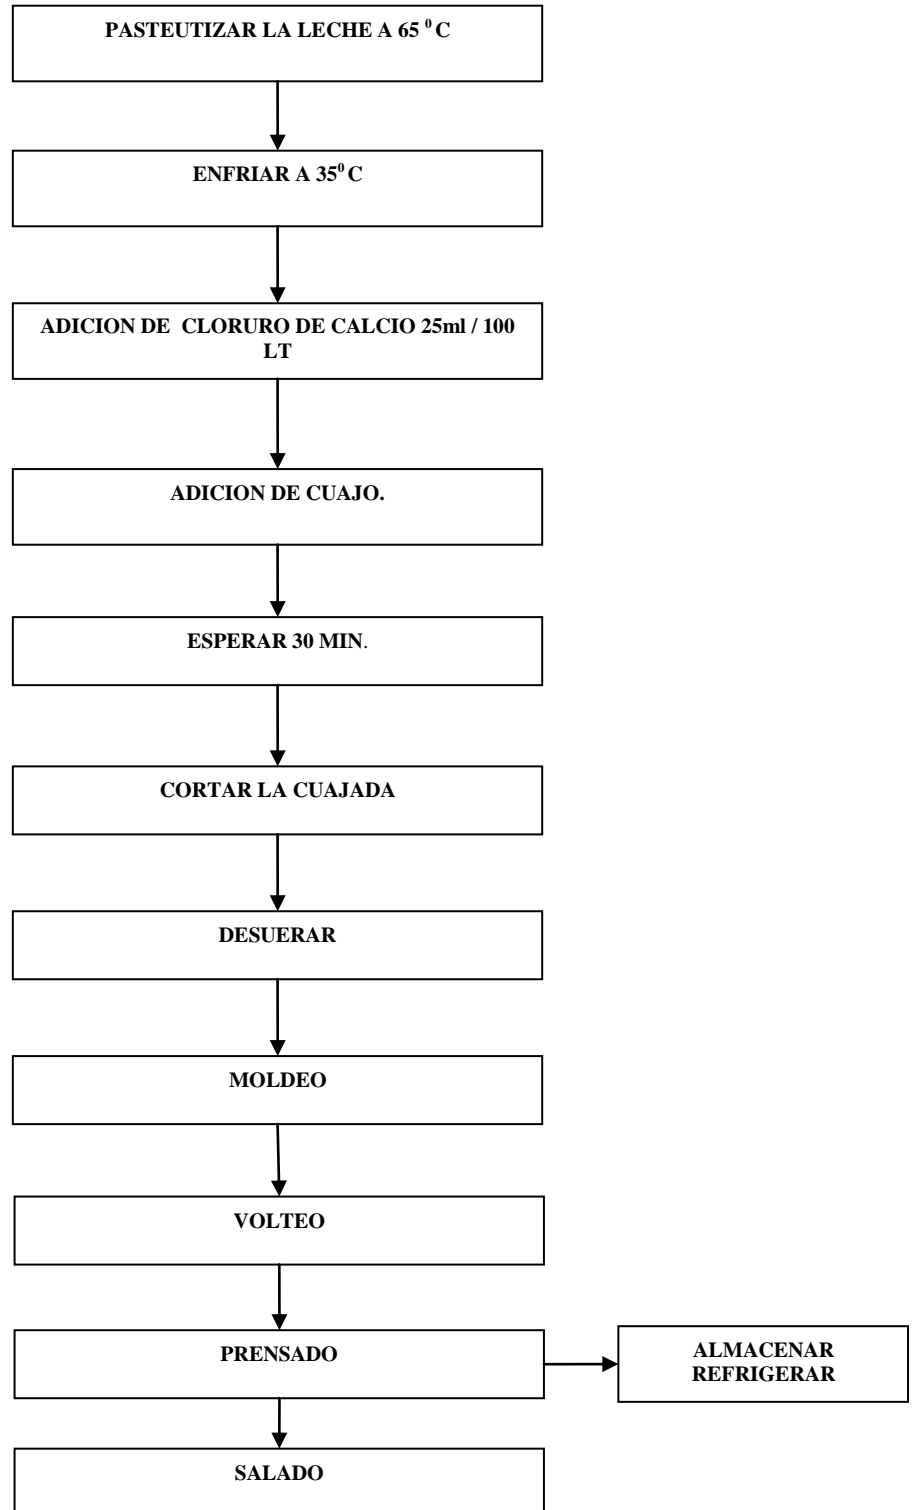 PASTEUTIZAR LA LECHE A 65 ⁰ C
ENFRIAR A 35⁰ C
ADICION DE CLORURO DE CALCIO 25ml / 100
LT
ADICION DE CUAJO.
ESPERAR 30 MIN.
CORTAR LA CUAJADA
DESUERAR
MOLDEO
VOLTEO
PRENSADO
ALMACENAR
REFRIGERAR
SALADO